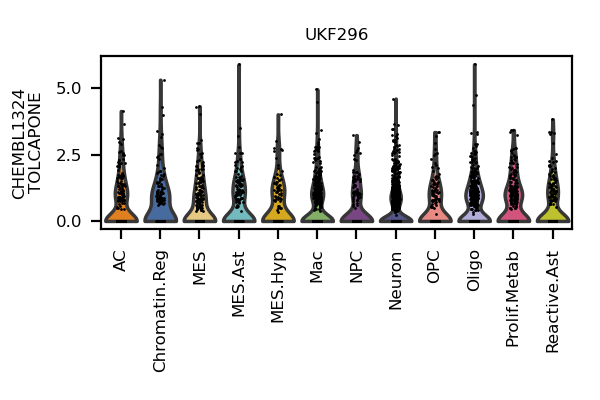 UKF296
CHEMBL1324
TOLCAPONE
5.0
2.5
0.0
AC
Chromatin.Reg
MES
MES.Ast
MES.Hyp
Mac
NPC
Neuron
OPC
Oligo
Prolif.Metab
Reactive.Ast